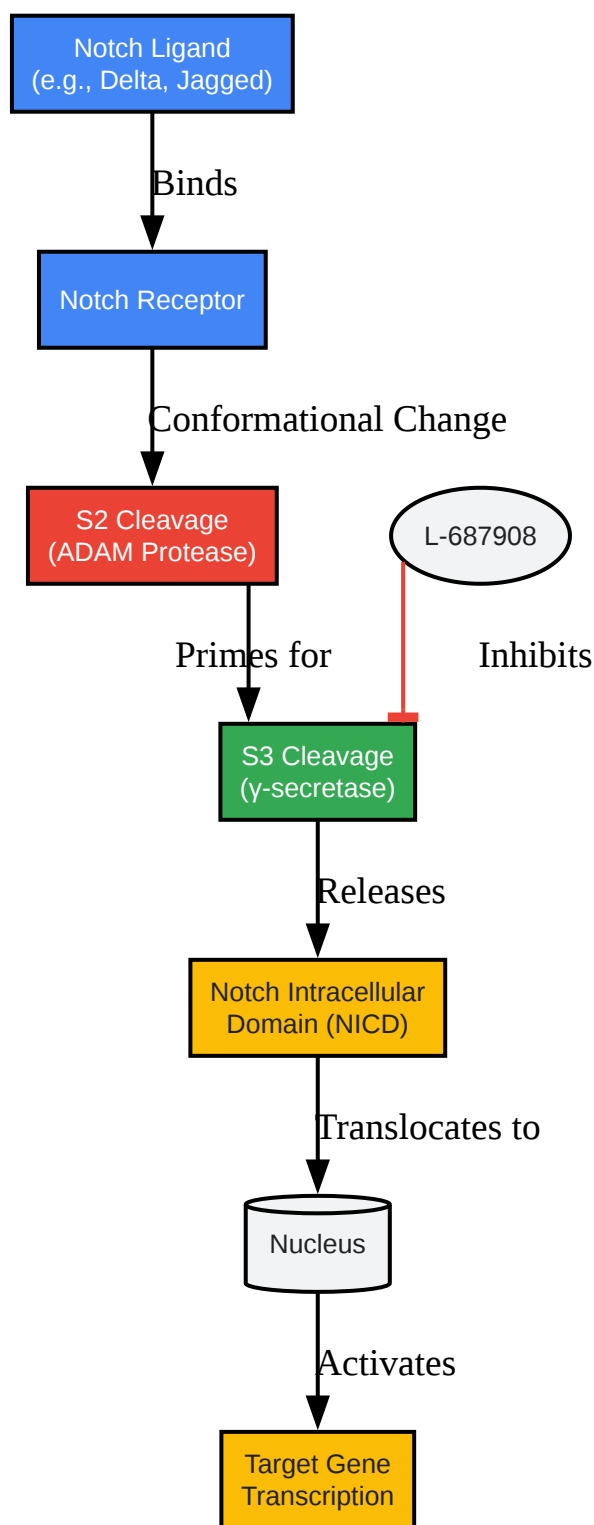 Notch Ligand
(e.g., Delta, Jagged)
Binds
Notch Receptor
Conformational Change
S2 Cleavage
(ADAM Protease)
L-687908
Primes for
Inhibits
S3 Cleavage
(γ-secretase)
Releases
Notch Intracellular
Domain (NICD)
Translocates to
Nucleus
Activates
Target Gene
Transcription